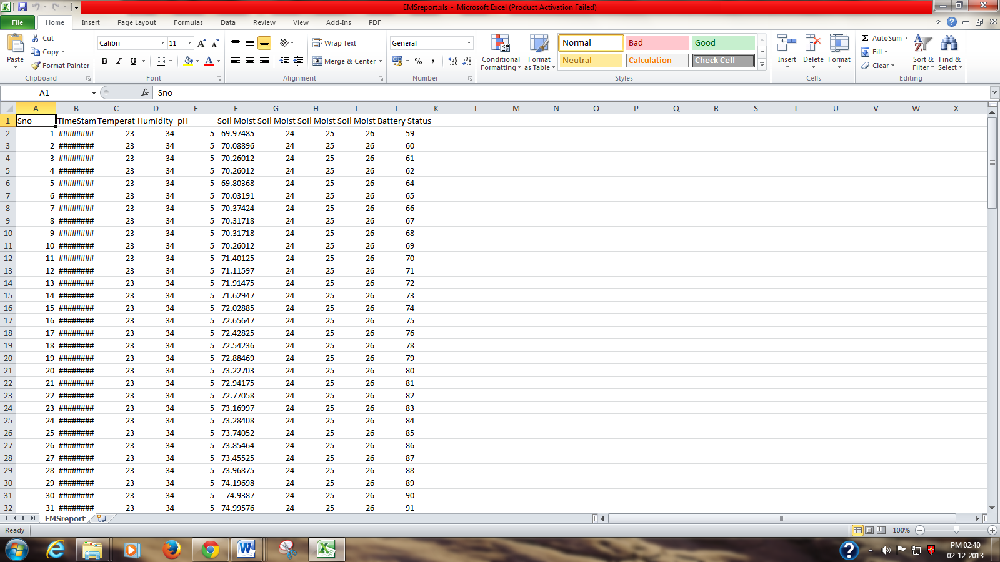 EMSreport.xls - Microsoft Excel (Product Activation Failed)
File Home Insert Page Layout Formulas Data Review View Add-Ins PDF
Paste Cut Copy Format Painter Clipboard
Calibri 11 B I U Font
Wrap Text Merge & Center Alignment
General % , Number
Conditional Formatting Format as Table
Normal Bad Good
Neutral Calculation Check Cell
Styles
Insert Delete Format Cells
Σ AutoSum Fill Clear Sort & Filter Find & Select Editing
A1 fx Sno
A B C D E F G H I J K L M N O P Q R S T U V W X
1 Sno TimeStam Temperat Humidity pH Soil Moist Soil Moist Soil Moist Soil Moist Battery Status
2 1 ######## 23 34 5 69.97485 24 25 26 59
3 2 ######## 23 34 5 70.08896 24 25 26 60
4 3 ######## 23 34 5 70.26012 24 25 26 61
5 4 ######## 23 34 5 70.26012 24 25 26 62
6 5 ######## 23 34 5 69.80368 24 25 26 64
7 6 ######## 23 34 5 70.03191 24 25 26 65
8 7 ######## 23 34 5 70.37424 24 25 26 66
9 8 ######## 23 34 5 70.31718 24 25 26 67
10 9 ######## 23 34 5 70.31718 24 25 26 68
11 10 ######## 23 34 5 70.26012 24 25 26 69
12 11 ######## 23 34 5 71.40125 24 25 26 70
13 12 ######## 23 34 5 71.11597 24 25 26 71
14 13 ######## 23 34 5 71.91475 24 25 26 72
15 14 ######## 23 34 5 71.62947 24 25 26 73
16 15 ######## 23 34 5 72.02885 24 25 26 74
17 16 ######## 23 34 5 72.65647 24 25 26 75
18 17 ######## 23 34 5 72.42825 24 25 26 76
19 18 ######## 23 34 5 72.54236 24 25 26 78
20 19 ######## 23 34 5 72.88469 24 25 26 79
21 20 ######## 23 34 5 73.22703 24 25 26 80
22 21 ######## 23 34 5 72.94175 24 25 26 81
23 22 ######## 23 34 5 72.77058 24 25 26 82
24 23 ######## 23 34 5 73.16997 24 25 26 83
25 24 ######## 23 34 5 73.28408 24 25 26 84
26 25 ######## 23 34 5 73.74052 24 25 26 85
27 26 ######## 23 34 5 73.85464 24 25 26 86
28 27 ######## 23 34 5 73.45525 24 25 26 87
29 28 ######## 23 34 5 73.96875 24 25 26 88
30 29 ######## 23 34 5 74.19698 24 25 26 89
31 30 ######## 23 34 5 74.9387 24 25 26 90
32 31 ######## 23 34 5 74.99576 24 25 26 91
EMSreport
Ready 100%
PM 02:40
02-12-2013